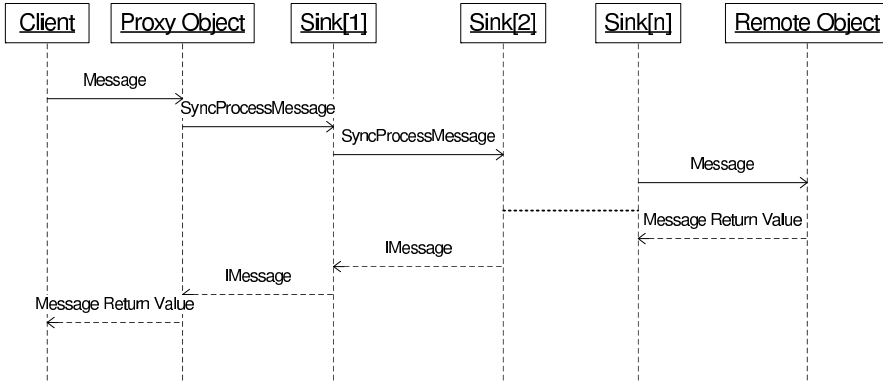 Client
Proxy Object
Sink[1]
Sink[2]
Sink[n]
Remote Object
Message
SyncProcessMessage
SyncProcessMessage
Message
Message Return Value
IMessage
IMessage
Message Return Value